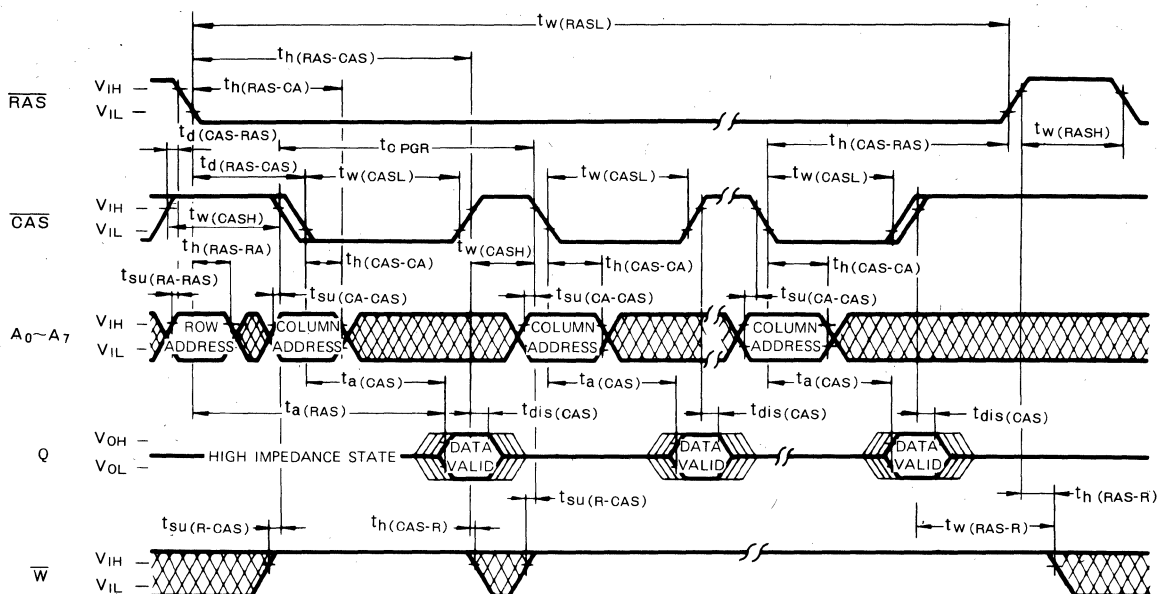 tw(RASL)
th(RAS-CAS)
RAS
VIH
VIL
th(RAS-CA)
td(CAS-RAS)
tc PGR
th(CAS-RAS)
tw(RASH)
td(RAS-CAS)
tw(CASL)
tw(CASL)
tw(CASL)
CAS
VIH
VIL
tw(CASH)
th(RAS-RA)
tw(CASH)
th(CAS-CA)
th(CAS-CA)
th(CAS-CA)
tsu(RA-RAS)
tsu(CA-CAS)
tsu(CA-CAS)
tsu(CA-CAS)
A0~A7
VIH
VIL
ROW ADDRESS
COLUMN ADDRESS
COLUMN ADDRESS
COLUMN ADDRESS
ta(CAS)
ta(CAS)
ta(CAS)
ta(RAS)
tdis(CAS)
tdis(CAS)
tdis(CAS)
Q
VOH
VOL
HIGH IMPEDANCE STATE
DATA VALID
DATA VALID
DATA VALID
tsu(R-CAS)
th(RAS-R)
tsu(R-CAS)
th(CAS-R)
tw(RAS-R)
W
VIH
VIL